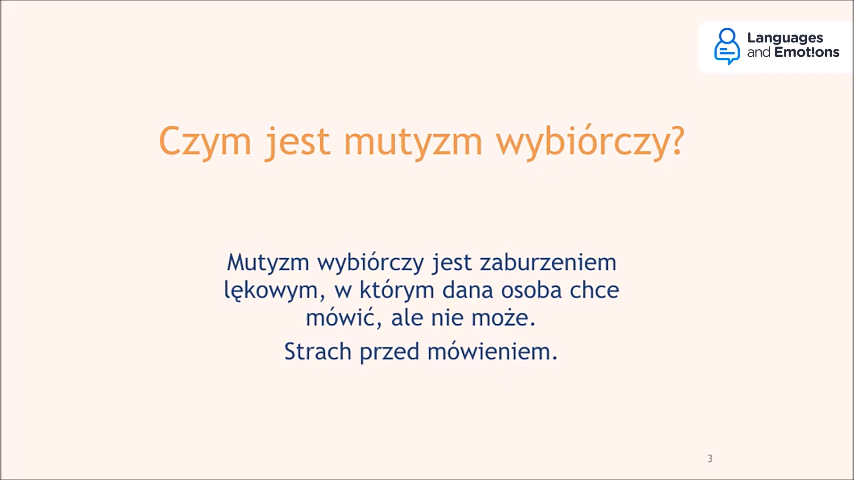 Languages
and Emot!ons
Czym jest mutyzm wybiórczy?
Mutyzm wybiórczy jest zaburzeniem
lękowym, w którym dana osoba chce
mówić, ale nie może.
Strach przed mówieniem.
3